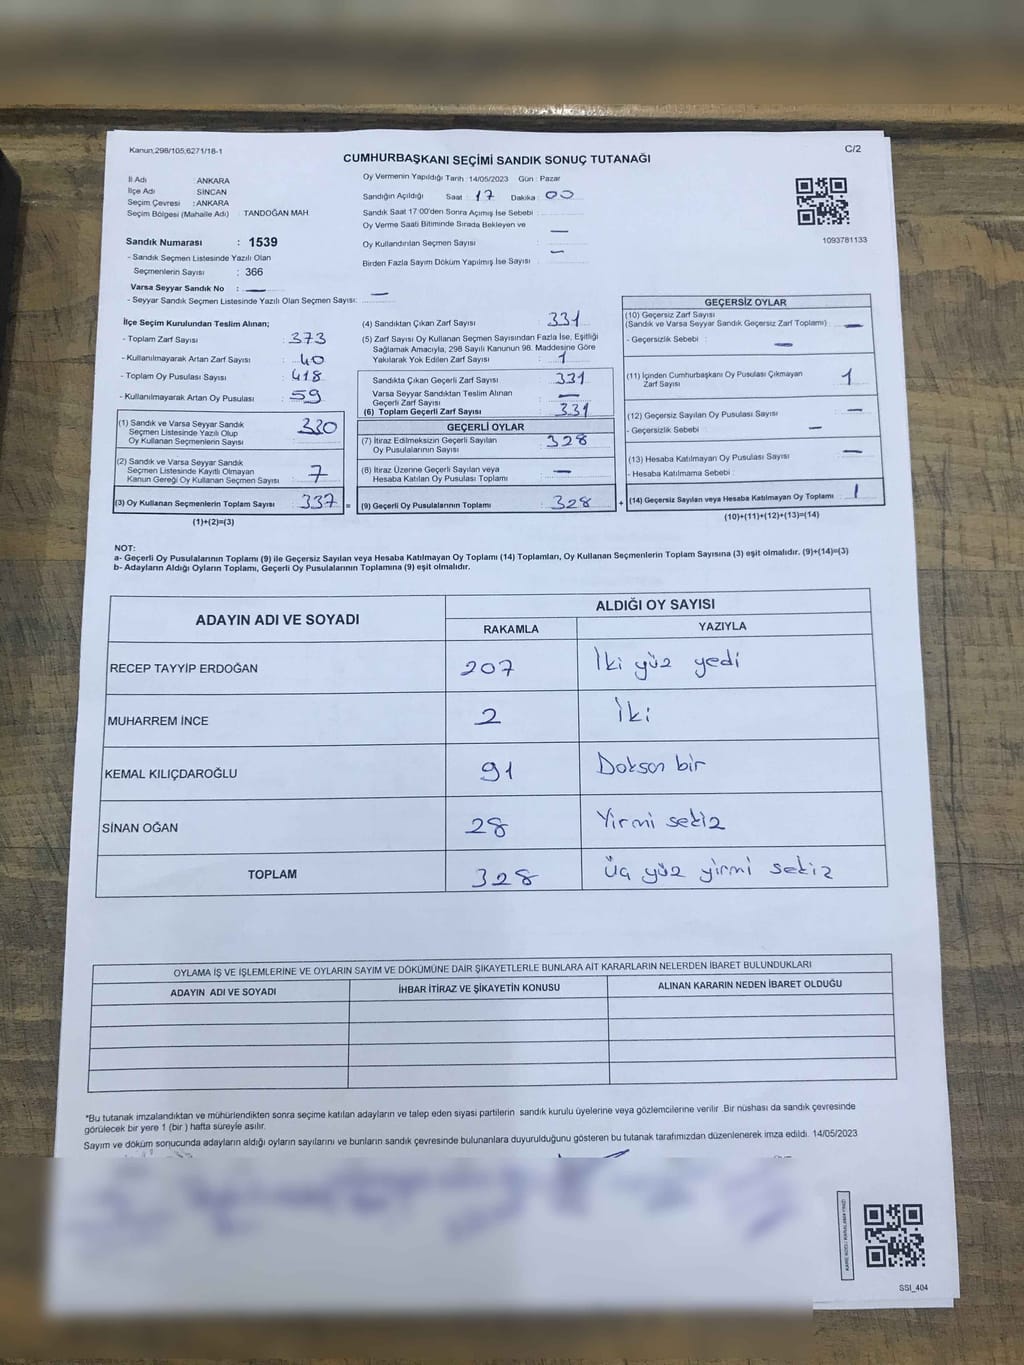 Kanun;298/105;6271/18-1
C/2
CUMHURBAŞKANI SEÇİMİ SANDIK SONUÇ TUTANAĞI
İl Adı : ANKARA
İlçe Adı : SİNCAN
Seçim Çevresi : ANKARA
Seçim Bölgesi (Mahalle Adı) : TANDOĞAN MAH
Sandık Numarası : 1539
- Sandık Seçmen Listesinde Yazılı Olan
Seçmenlerin Sayısı : 366
Varsa Seyyar Sandık No : —
- Seyyar Sandık Seçmen Listesinde Yazılı Olan Seçmen Sayısı: —
Oy Vermenin Yapıldığı Tarih :14/05/2023 Gün : Pazar
Sandığın Açıldığı Saat : 17 Dakika : 00
Sandık Saat 17:00'den Sonra Açımış İse Sebebi :
Oy Verme Saati Bitiminde Sırada Bekleyen ve
Oy Kullandırılan Seçmen Sayısı : —
Birden Fazla Sayım Döküm Yapılmış İse Sayısı : —
1093781133
İlçe Seçim Kurulundan Teslim Alınan;
- Toplam Zarf Sayısı : 373
- Kullanılmayarak Artan Zarf Sayısı : 40
- Toplam Oy Pusulası Sayısı : 418
- Kullanılmayarak Artan Oy Pusulası : 59
(1) Sandık ve Varsa Seyyar Sandık
Seçmen Listesinde Yazılı Olup
Oy Kullanan Seçmenlerin Sayısı : 330
(2) Sandık ve Varsa Seyyar Sandık
Seçmen Listesinde Kayıtlı Olmayan
Kanun Gereği Oy Kullanan Seçmen Sayısı : 7
(3) Oy Kullanan Seçmenlerin Toplam Sayısı : 337 =
(1)+(2)=(3)
(4) Sandıktan Çıkan Zarf Sayısı : 331
(5) Zarf Sayısı Oy Kullanan Seçmen Sayısından Fazla İse, Eşitliği
Sağlamak Amacıyla, 298 Sayılı Kanunun 98. Maddesine Göre
Yakılarak Yok Edilen Zarf Sayısı : 1
Sandıkta Çıkan Geçerli Zarf Sayısı : 331
Varsa Seyyar Sandıktan Teslim Alınan
Geçerli Zarf Sayısı : —
(6) Toplam Geçerli Zarf Sayısı : 331
GEÇERLİ OYLAR
(7) İtiraz Edilmeksizin Geçerli Sayılan
Oy Pusulalarının Sayısı : 328
(8) İtiraz Üzerine Geçerli Sayılan veya
Hesaba Katılan Oy Pusulası Toplamı : —
(9) Geçerli Oy Pusulalarının Toplamı : 328 +
GEÇERSİZ OYLAR
(10) Geçersiz Zarf Sayısı
(Sandık ve Varsa Seyyar Sandık Geçersiz Zarf Toplamı) : —
- Geçersizlik Sebebi : —
(11) İçinden Cumhurbaşkanı Oy Pusulası Çıkmayan
Zarf Sayısı : 1
(12) Geçersiz Sayılan Oy Pusulası Sayısı : —
- Geçersizlik Sebebi : —
(13) Hesaba Katılmayan Oy Pusulası Sayısı : —
- Hesaba Katılmama Sebebi :
(14) Geçersiz Sayılan veya Hesaba Katılmayan Oy Toplamı : 1
(10)+(11)+(12)+(13)=(14)
NOT:
a- Geçerli Oy Pusulalarının Toplamı (9) ile Geçersiz Sayılan veya Hesaba Katılmayan Oy Toplamı (14) Toplamları, Oy Kullanan Seçmenlerin Toplam Sayısına (3) eşit olmalıdır. (9)+(14)=(3)
b- Adayların Aldığı Oyların Toplamı, Geçerli Oy Pusulalarının Toplamına (9) eşit olmalıdır.
ADAYIN ADI VE SOYADI ALDIĞI OY SAYISI
RAKAMLA YAZIYLA
RECEP TAYYİP ERDOĞAN 207 İki yüz yedi
MUHARREM İNCE 2 İki
KEMAL KILIÇDAROĞLU 91 Doksan bir
SİNAN OĞAN 28 Yirmi sekiz
TOPLAM 328 Üç yüz yirmi sekiz
OYLAMA İŞ VE İŞLEMLERİNE VE OYLARIN SAYIM VE DÖKÜMÜNE DAİR ŞİKAYETLERLE BUNLARA AİT KARARLARIN NELERDEN İBARET BULUNDUKLARI
ADAYIN ADI VE SOYADI İHBAR İTİRAZ VE ŞİKAYETİN KONUSU ALINAN KARARIN NEDEN İBARET OLDUĞU
*Bu tutanak imzalandıktan ve mühürlendikten sonra seçime katılan adayların ve talep eden siyasi partilerin sandık kurulu üyelerine veya gözlemcilerine verilir .Bir nüshası da sandık çevresinde
görülecek bir yere 1 (bir ) hafta süreyle asılır.
Sayım ve döküm sonucunda adayların aldığı oyların sayılarını ve bunların sandık çevresinde bulunanlara duyurulduğunu gösteren bu tutanak tarafımızdan düzenlenerek imza edildi. 14/05/2023
SSI_404